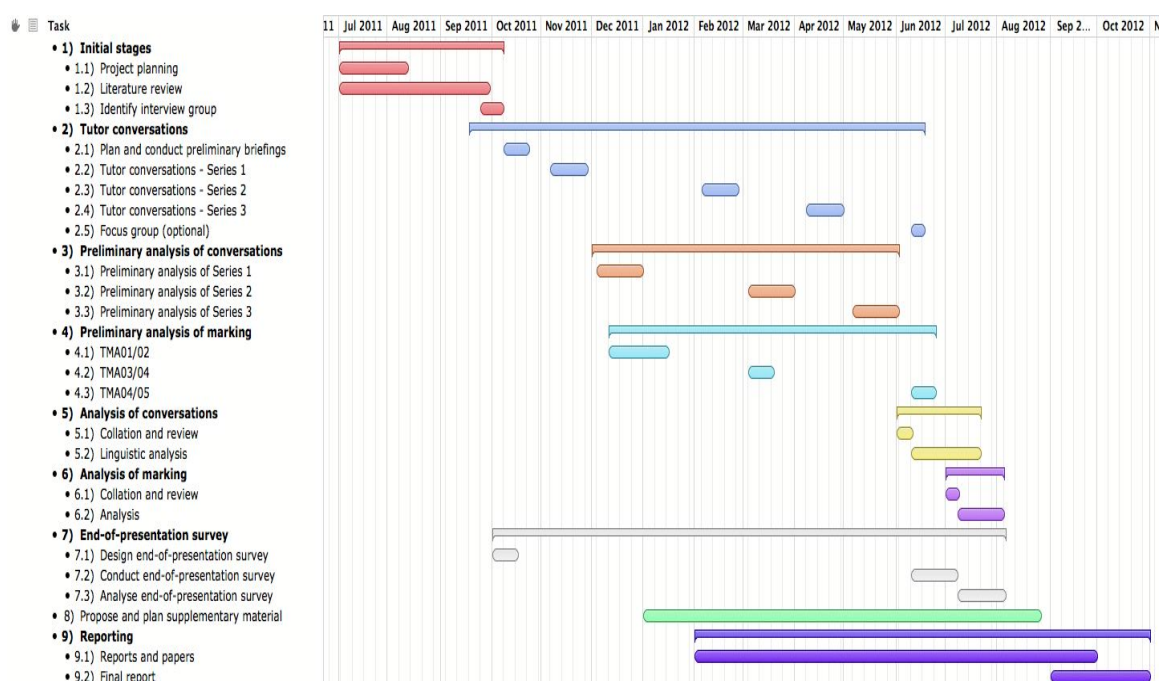 Task 11 Jul 2011 Aug 2011 Sep 2011 Oct 2011 Nov 2011 Dec 2011 Jan 2012 Feb 2012 Mar 2012 Apr 2012 May 2012 Jun 2012 Jul 2012 Aug 2012 Sep 2... Oct 2012 N
• 1) Initial stages
• 1.1) Project planning
• 1.2) Literature review
• 1.3) Identify interview group
• 2) Tutor conversations
• 2.1) Plan and conduct preliminary briefings
• 2.2) Tutor conversations - Series 1
• 2.3) Tutor conversations - Series 2
• 2.4) Tutor conversations - Series 3
• 2.5) Focus group (optional)
• 3) Preliminary analysis of conversations
• 3.1) Preliminary analysis of Series 1
• 3.2) Preliminary analysis of Series 2
• 3.3) Preliminary analysis of Series 3
• 4) Preliminary analysis of marking
• 4.1) TMA01/02
• 4.2) TMA03/04
• 4.3) TMA04/05
• 5) Analysis of conversations
• 5.1) Collation and review
• 5.2) Linguistic analysis
• 6) Analysis of marking
• 6.1) Collation and review
• 6.2) Analysis
• 7) End-of-presentation survey
• 7.1) Design end-of-presentation survey
• 7.2) Conduct end-of-presentation survey
• 7.3) Analyse end-of-presentation survey
• 8) Propose and plan supplementary material
• 9) Reporting
• 9.1) Reports and papers
• 9.2) Final report